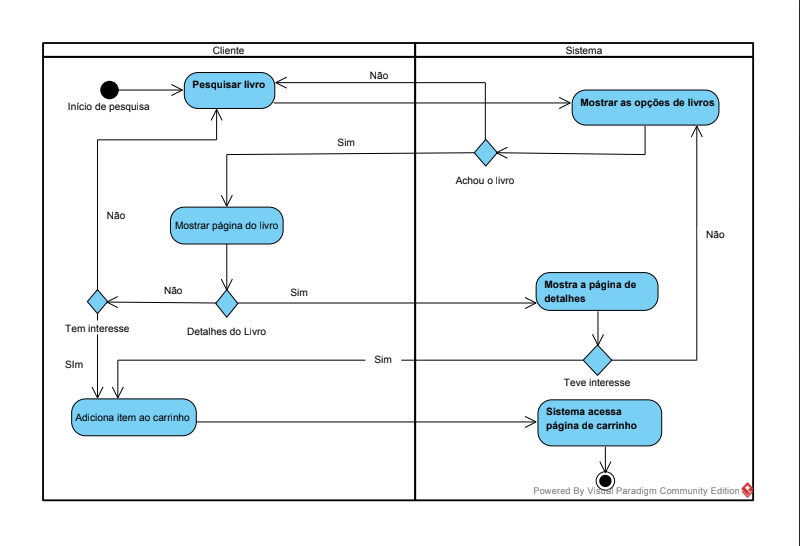 Cliente
Sistema
Pesquisar livro
Não
Início de pesquisa
Mostrar as opções de livros
Sim
Achou o livro
Não
Mostrar página do livro
Não
Não
Sim
Mostra a página de
detalhes
Tem interesse
Detalhes do Livro
SIm
Sim
Teve interesse
Adiciona item ao carrinho
Sistema acessa
página de carrinho
Powered By Visual Paradigm Community Edition